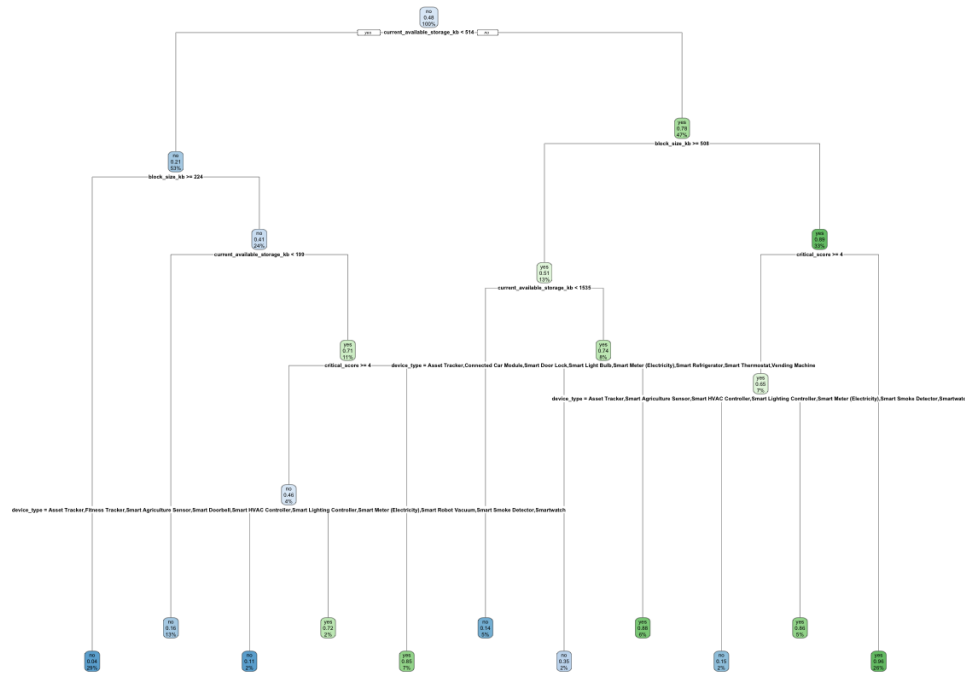 no
0.48
100%
yes current_available_storage_kb < 514 no
yes
0.78
47%
block_size_kb >= 508
no
0.21
53%
block_size_kb >= 224
no
0.41
24%
current_available_storage_kb < 199
yes
0.89
33%
critical_score >= 4
yes
0.51
13%
current_available_storage_kb < 1535
yes
0.71
11%
critical_score >= 4
yes
0.74
8%
device_type = Asset Tracker,Connected Car Module,Smart Door Lock,Smart Light Bulb,Smart Meter (Electricity),Smart Refrigerator,Smart Thermostat,Vending Machine
yes
0.65
7%
device_type = Asset Tracker,Smart Agriculture Sensor,Smart HVAC Controller,Smart Lighting Controller,Smart Meter (Electricity),Smart Smoke Detector,Smartwatc
no
0.46
4%
device_type = Asset Tracker,Fitness Tracker,Smart Agriculture Sensor,Smart Doorbell,Smart HVAC Controller,Smart Lighting Controller,Smart Meter (Electricity),Smart Robot Vacuum,Smart Smoke Detector,Smartwatch
no
0.16
13%
yes
0.72
2%
no
0.14
5%
yes
0.88
6%
yes
0.86
5%
no
0.04
29%
no
0.11
2%
yes
0.85
7%
no
0.35
2%
no
0.15
2%
yes